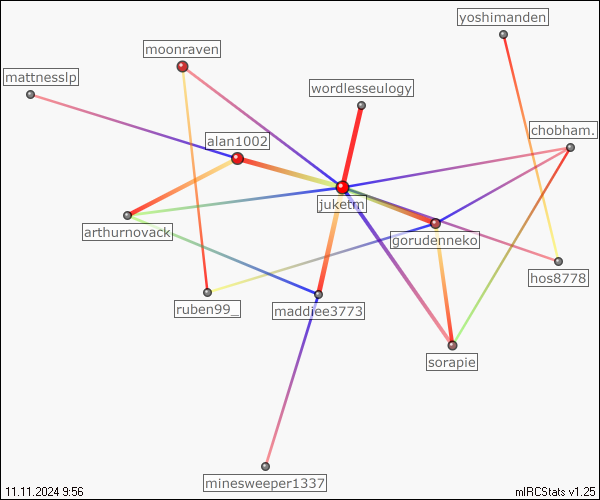 yoshimanden
moonraven
mattnesslp
wordlesseulogy
chobham.
alan1002
juketm
arthurnovack
gorudenneko
hos8778
ruben99_
maddiee3773
sorapie
minesweeper1337
11.11.2024 9:56
mIRCStats v1.25